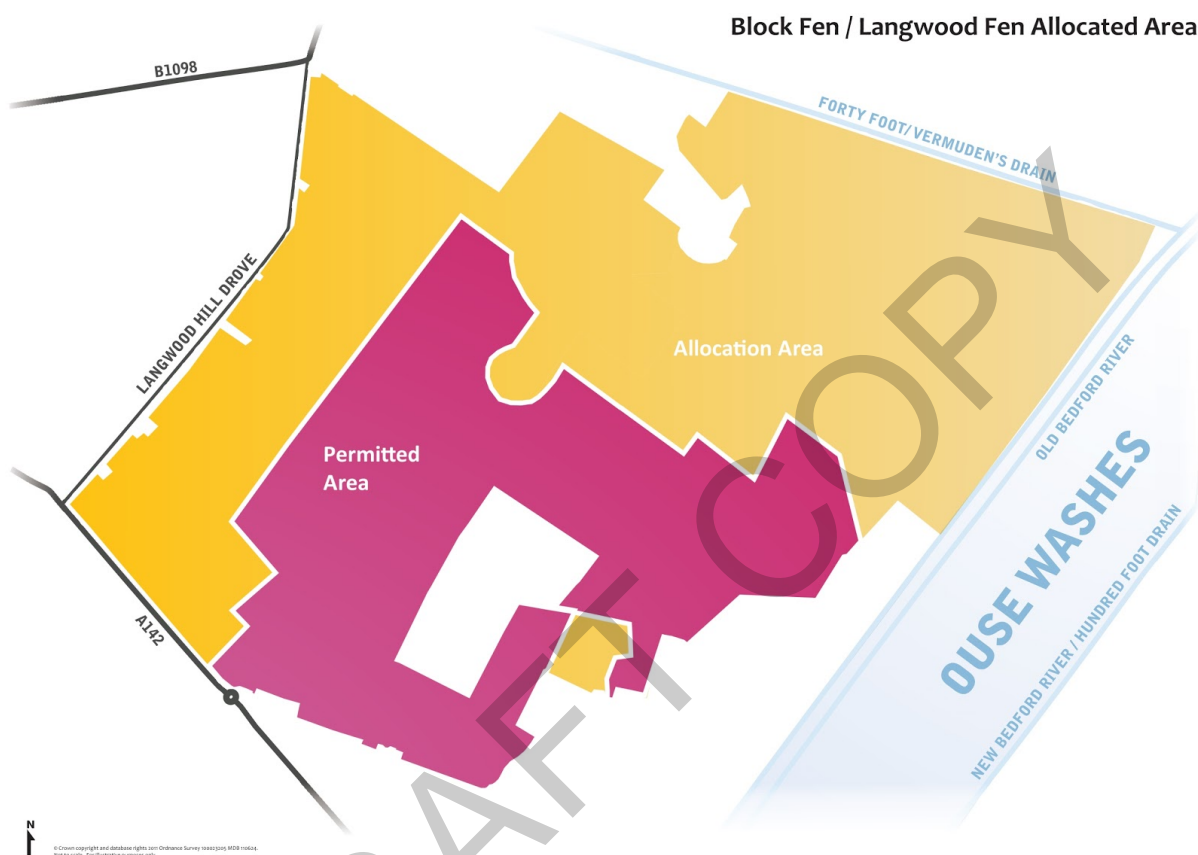 Block Fen / Langwood Fen Allocated Area
B1098
FORTY FOOT/VERMUDEN'S DRAIN
LANGWOOD HILL DROVE
Allocation Area
OLD BEDFORD RIVER
Permitted
Area
OUSE WASHES
NEW BEDFORD RIVER / HUNDRED FOOT DRAIN
A142
AFT COPY
N
© Crown copyright and database rights 2011 Ordnance Survey